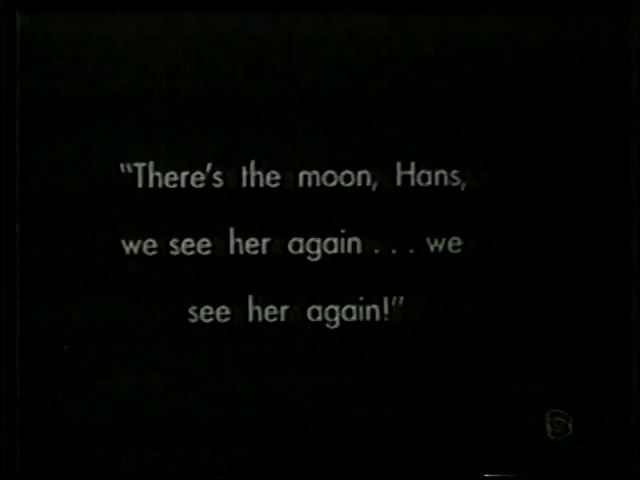 "There's the moon, Hans,
we see her again . . . we
see her again!"